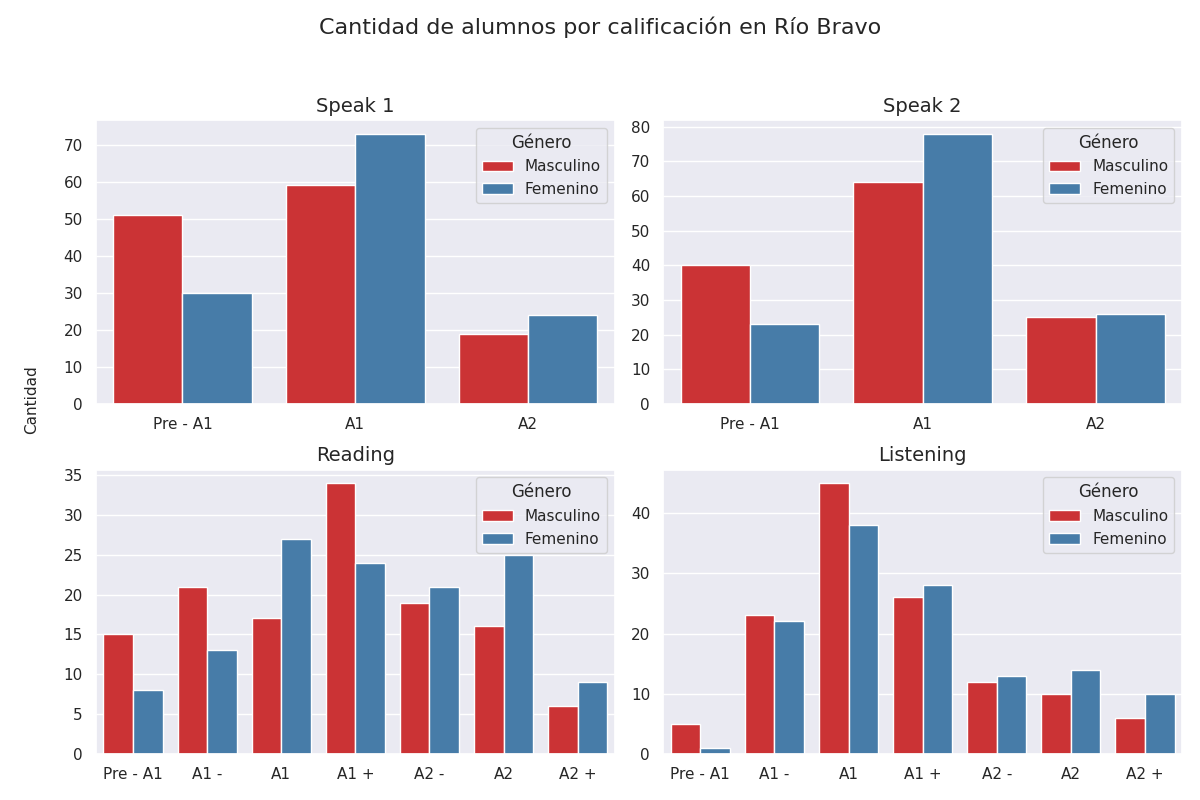 Cantidad de alumnos por calificación en Río Bravo
Speak 1
70
60
50
40
30
20
10
0
Pre - A1 A1 A2
Género
Masculino
Femenino
Speak 2
80
70
60
50
40
30
20
10
0
Pre - A1 A1 A2
Género
Masculino
Femenino
Cantidad
Reading
35
30
25
20
15
10
5
0
Pre - A1 A1 - A1 A1 + A2 - A2 A2 +
Género
Masculino
Femenino
Listening
40
30
20
10
0
Pre - A1 A1 - A1 A1 + A2 - A2 A2 +
Género
Masculino
Femenino